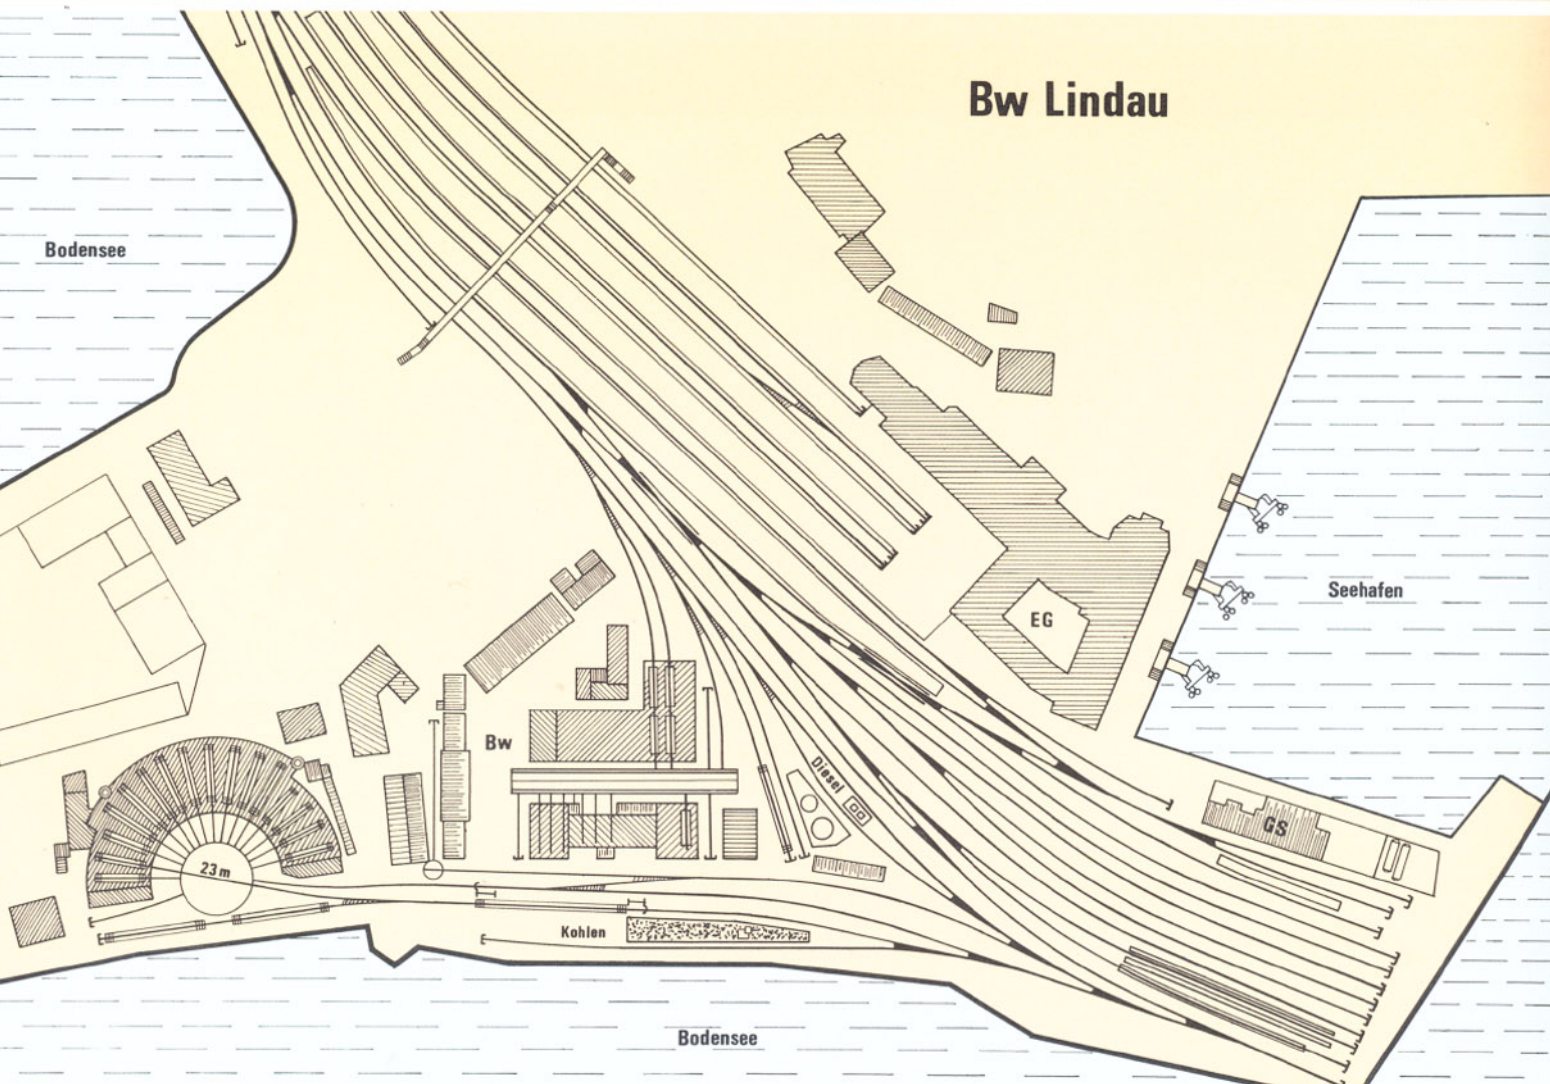 Bw Lindau
Bodensee
Seehafen
EG
Bw
Diesel
GS
23m
Kohlen
Bodensee